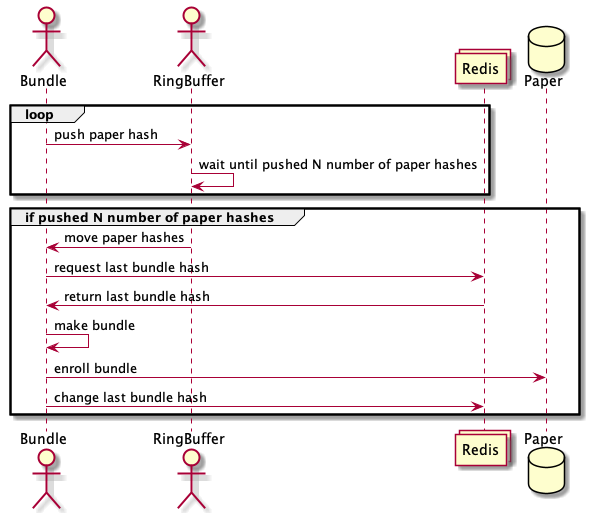 Bundle
RingBuffer
Redis
Paper
loop
push paper hash
wait until pushed N number of paper hashes
if pushed N number of paper hashes
move paper hashes
request last bundle hash
return last bundle hash
make bundle
enroll bundle
change last bundle hash
Bundle
RingBuffer
Redis
Paper